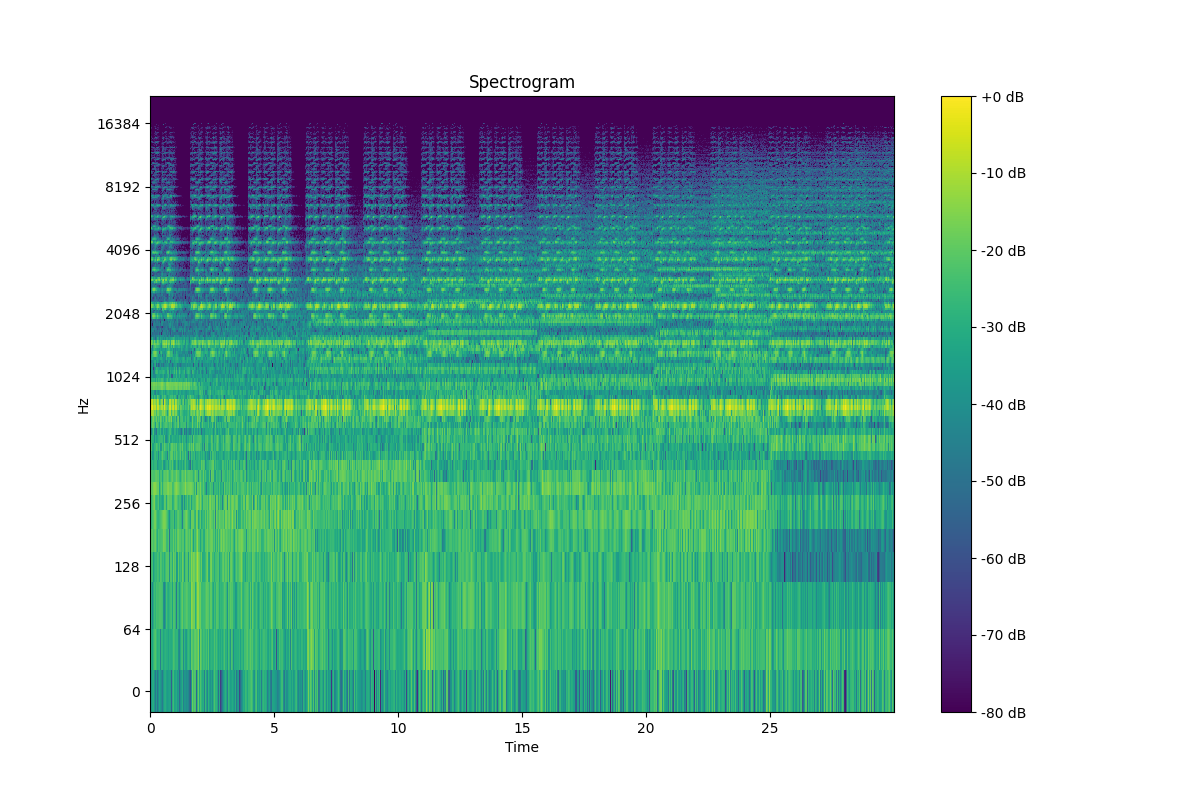 Spectrogram
16384
8192
4096
2048
1024
512
256
128
64
0
Hz
0 5 10 15 20 25
Time
+0 dB
-10 dB
-20 dB
-30 dB
-40 dB
-50 dB
-60 dB
-70 dB
-80 dB